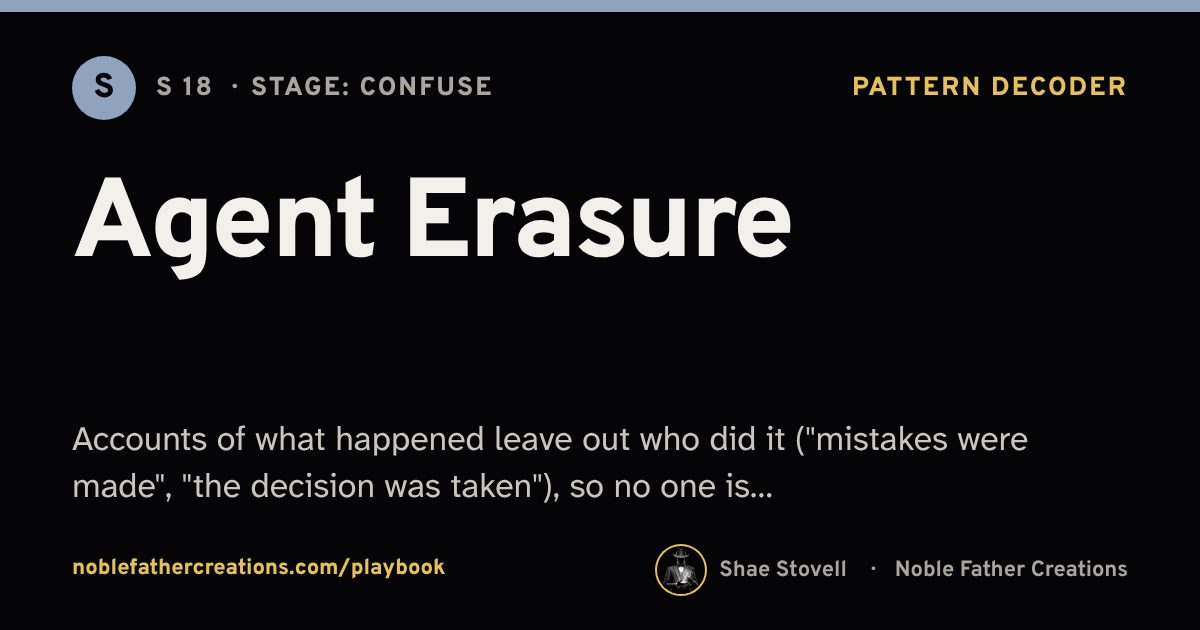 S
S 18 · STAGE: CONFUSE
PATTERN DECODER
Agent Erasure
Accounts of what happened leave out who did it ("mistakes were
made", "the decision was taken"), so no one is...
noblefathercreations.com/playbook
Shae Stovell · Noble Father Creations